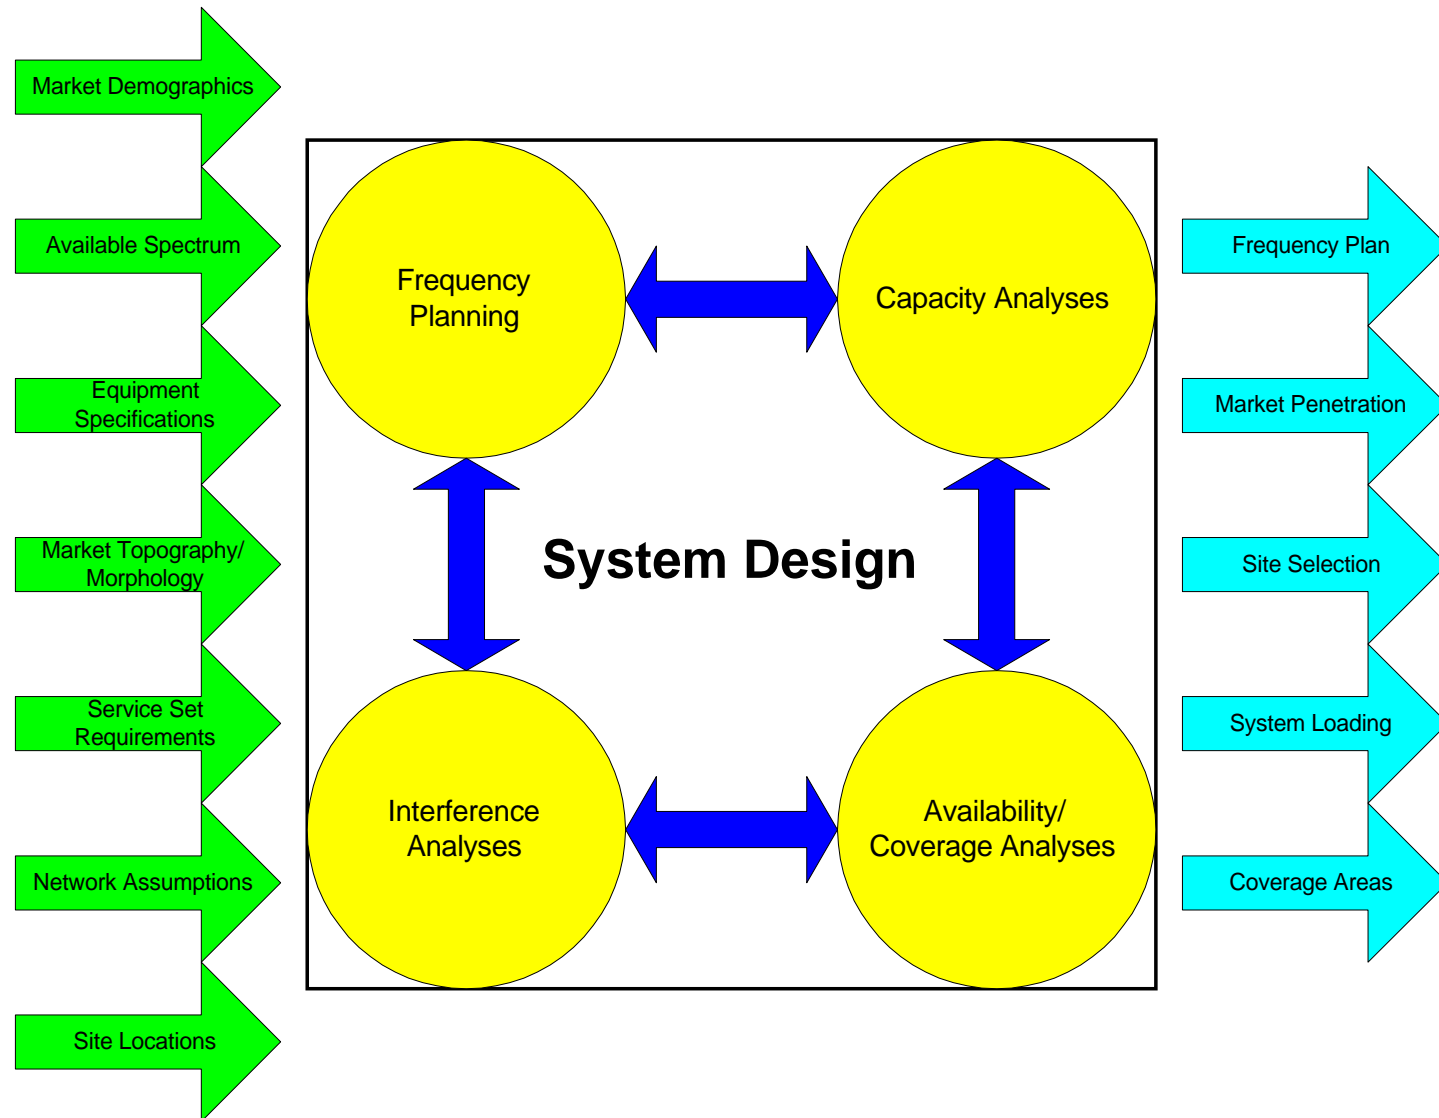 Market Demographics
Available Spectrum
Equipment
Specifications
Market Topography/
Morphology
Service Set
Requirements
Network Assumptions
Site Locations
Frequency
Planning
Capacity Analyses
System Design
Interference
Analyses
Availability/
Coverage Analyses
Frequency Plan
Market Penetration
Site Selection
System Loading
Coverage Areas